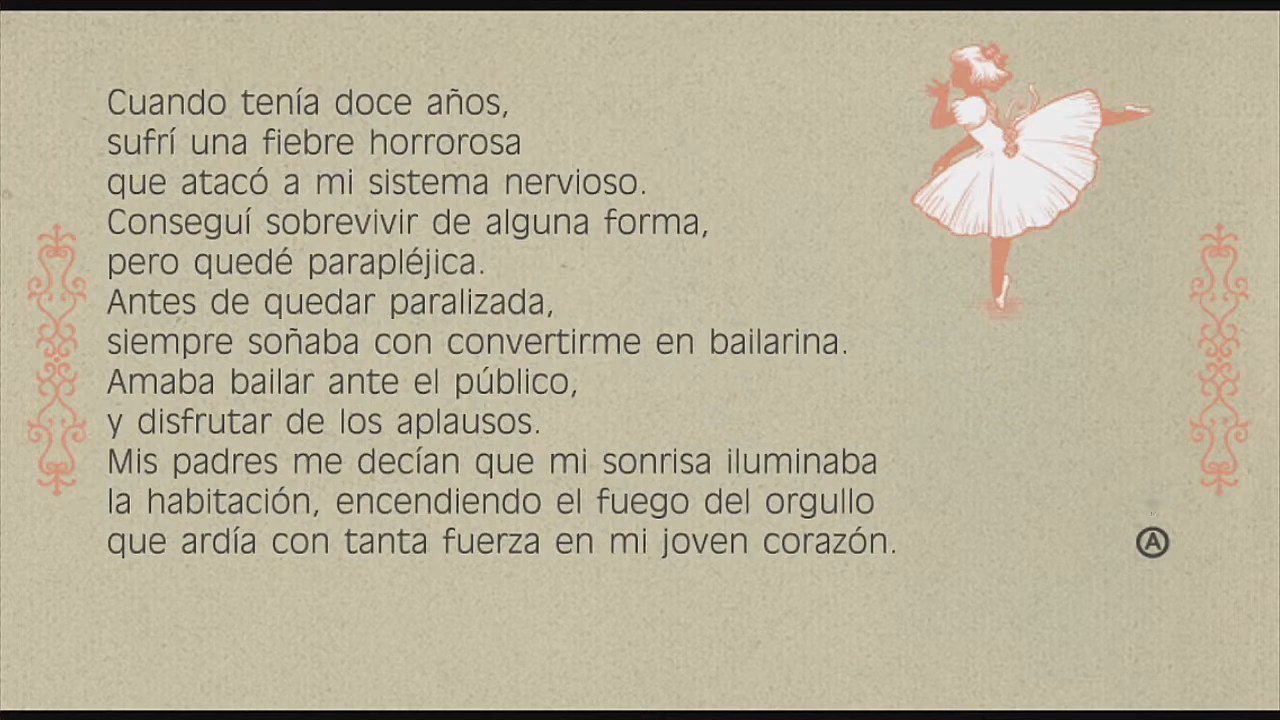 Cuando tenía doce años,
sufrí una fiebre horrorosa
que atacó a mi sistema nervioso.
Conseguí sobrevivir de alguna forma,
pero quedé parapléjica.
Antes de quedar paralizada,
siempre soñaba con convertirme en bailarina.
Amaba bailar ante el público,
y disfrutar de los aplausos.
Mis padres me decían que mi sonrisa iluminaba
la habitación, encendiendo el fuego del orgullo
que ardía con tanta fuerza en mi joven corazón.
A